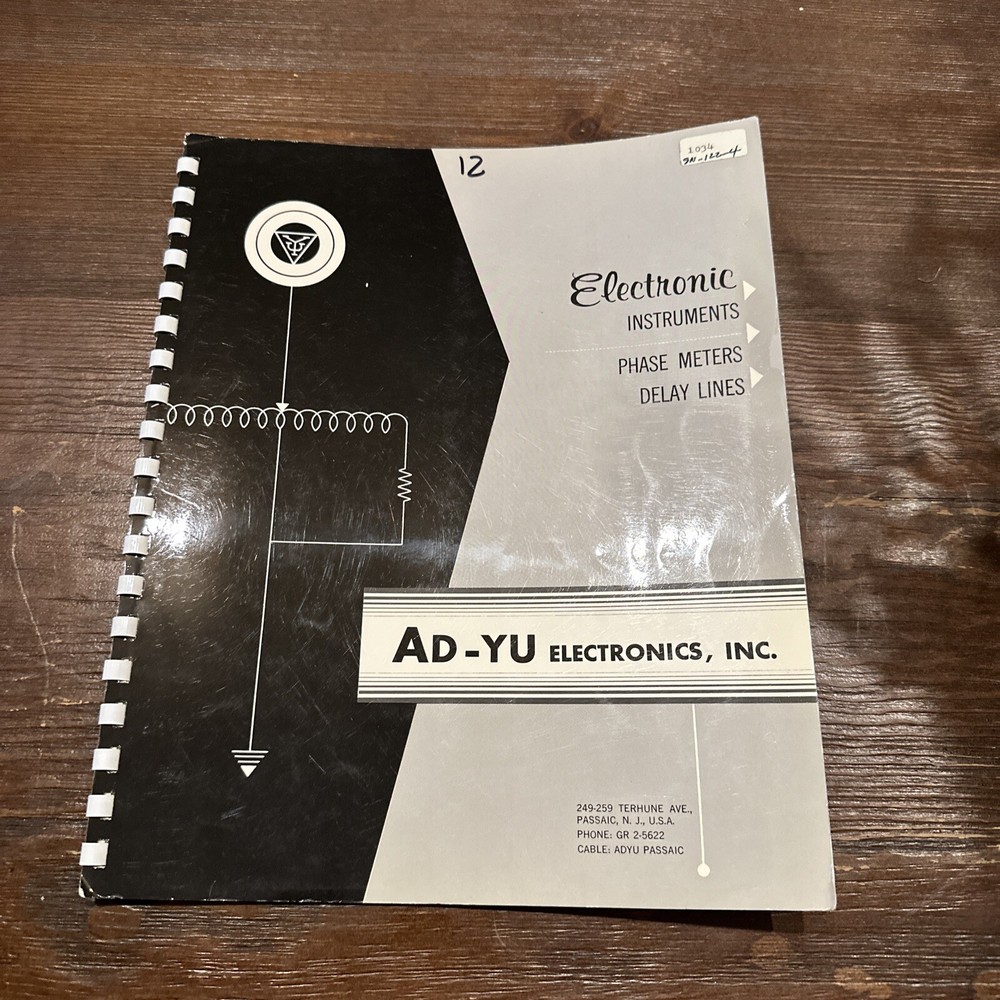 12
1094
Electronic
INSTRUMENTS
PHASE METERS
DELAY LINES
AD-YU ELECTRONICS, INC.
249-259 TERHUNE AVE.,
PASSAIC, N. J., U.S.A.
PHONE: GR 2-5622
CABLE: ADYU PASSAIC